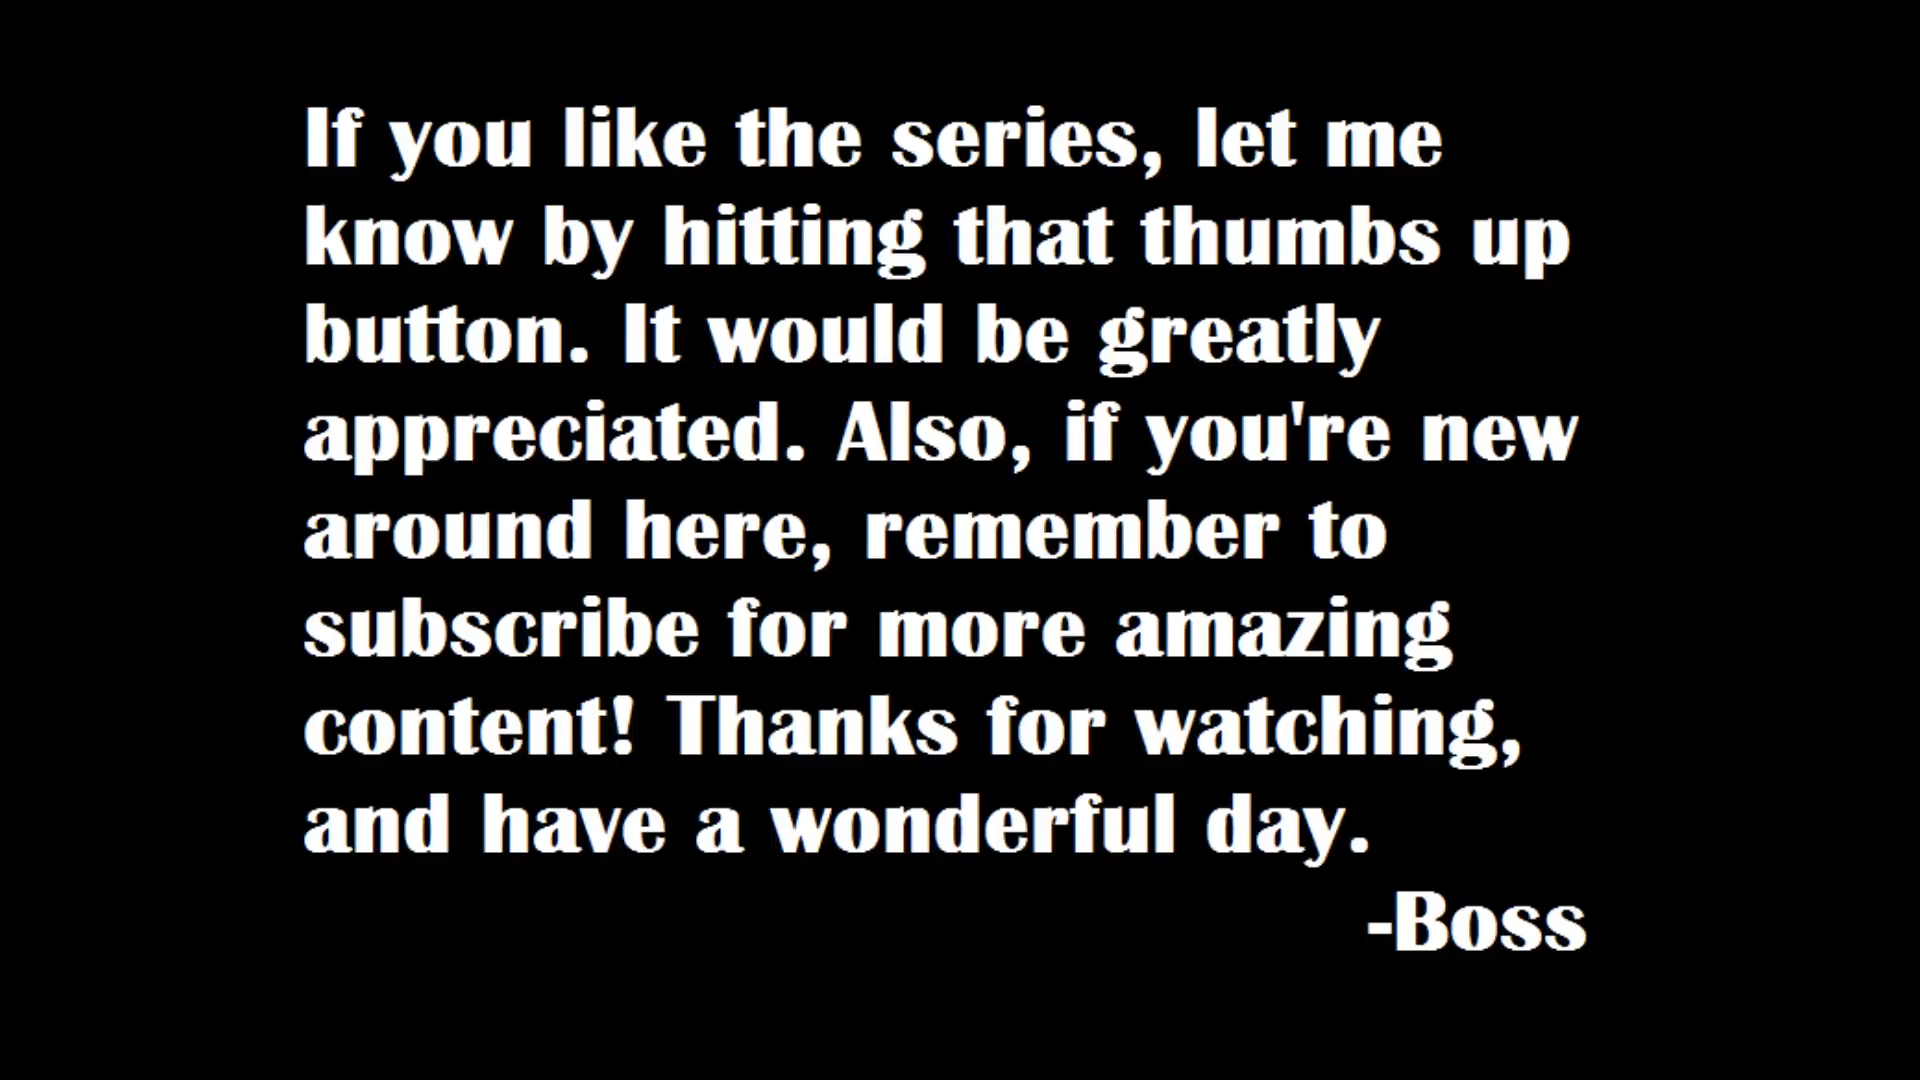 If you like the series, let me
know by hitting that thumbs up
button. It would be greatly
appreciated. Also, if you're new
around here, remember to
subscribe for more amazing
content! Thanks for watching,
and have a wonderful day.
-Boss